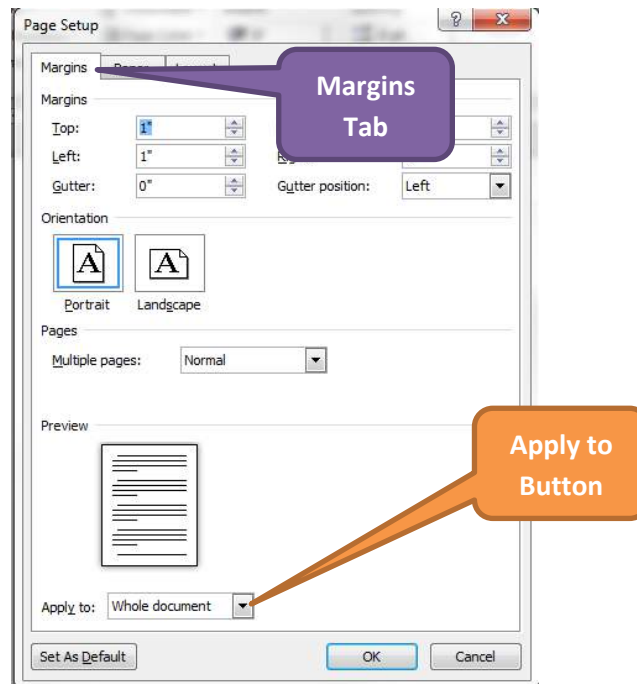 Page Setup
Margins
Margins
Tab
Margins
Top: 1"
Left: 1"
Gutter: 0" Gutter position: Left
Orientation
A A
Portrait Landscape
Pages
Multiple pages: Normal
Preview
Apply to
Button
Apply to: Whole document
Set As Default OK Cancel